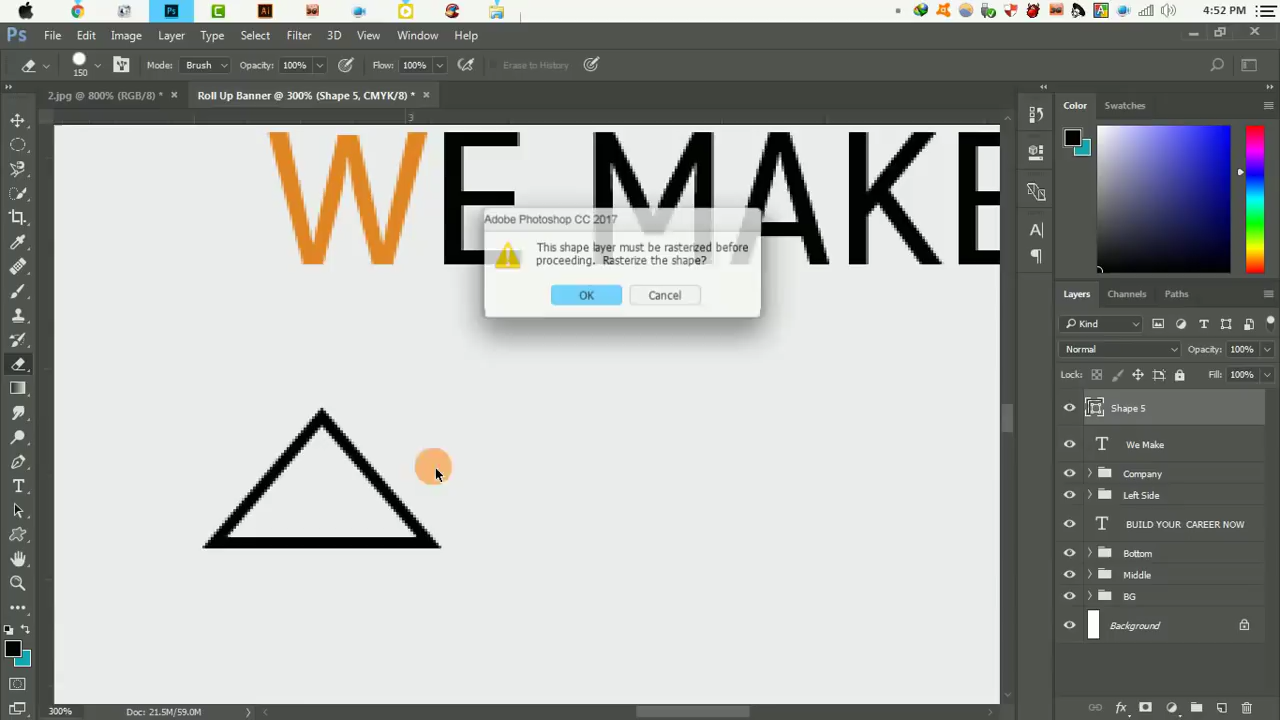 4:52 PM
Ps File Edit Image Layer Type Select Filter 3D View Window Help
150 Mode: Brush Opacity: 100% Flow: 100% Erase to History
2.jpg @ 800% (RGB/8) * Roll Up Banner @ 300% (Shape 5, CMYK/8) *
3
WE MAKE
Adobe Photoshop CC 2017
This shape layer must be rasterized before
proceeding. Rasterize the shape?
OK Cancel
Color Swatches
Layers Channels Paths
Kind
Normal Opacity: 100%
Lock: Fill: 100%
Shape 5
We Make
Company
Left Side
BUILD YOUR CAREER NOW
Bottom
Middle
BG
Background
300% Doc: 21.5M/59.0M